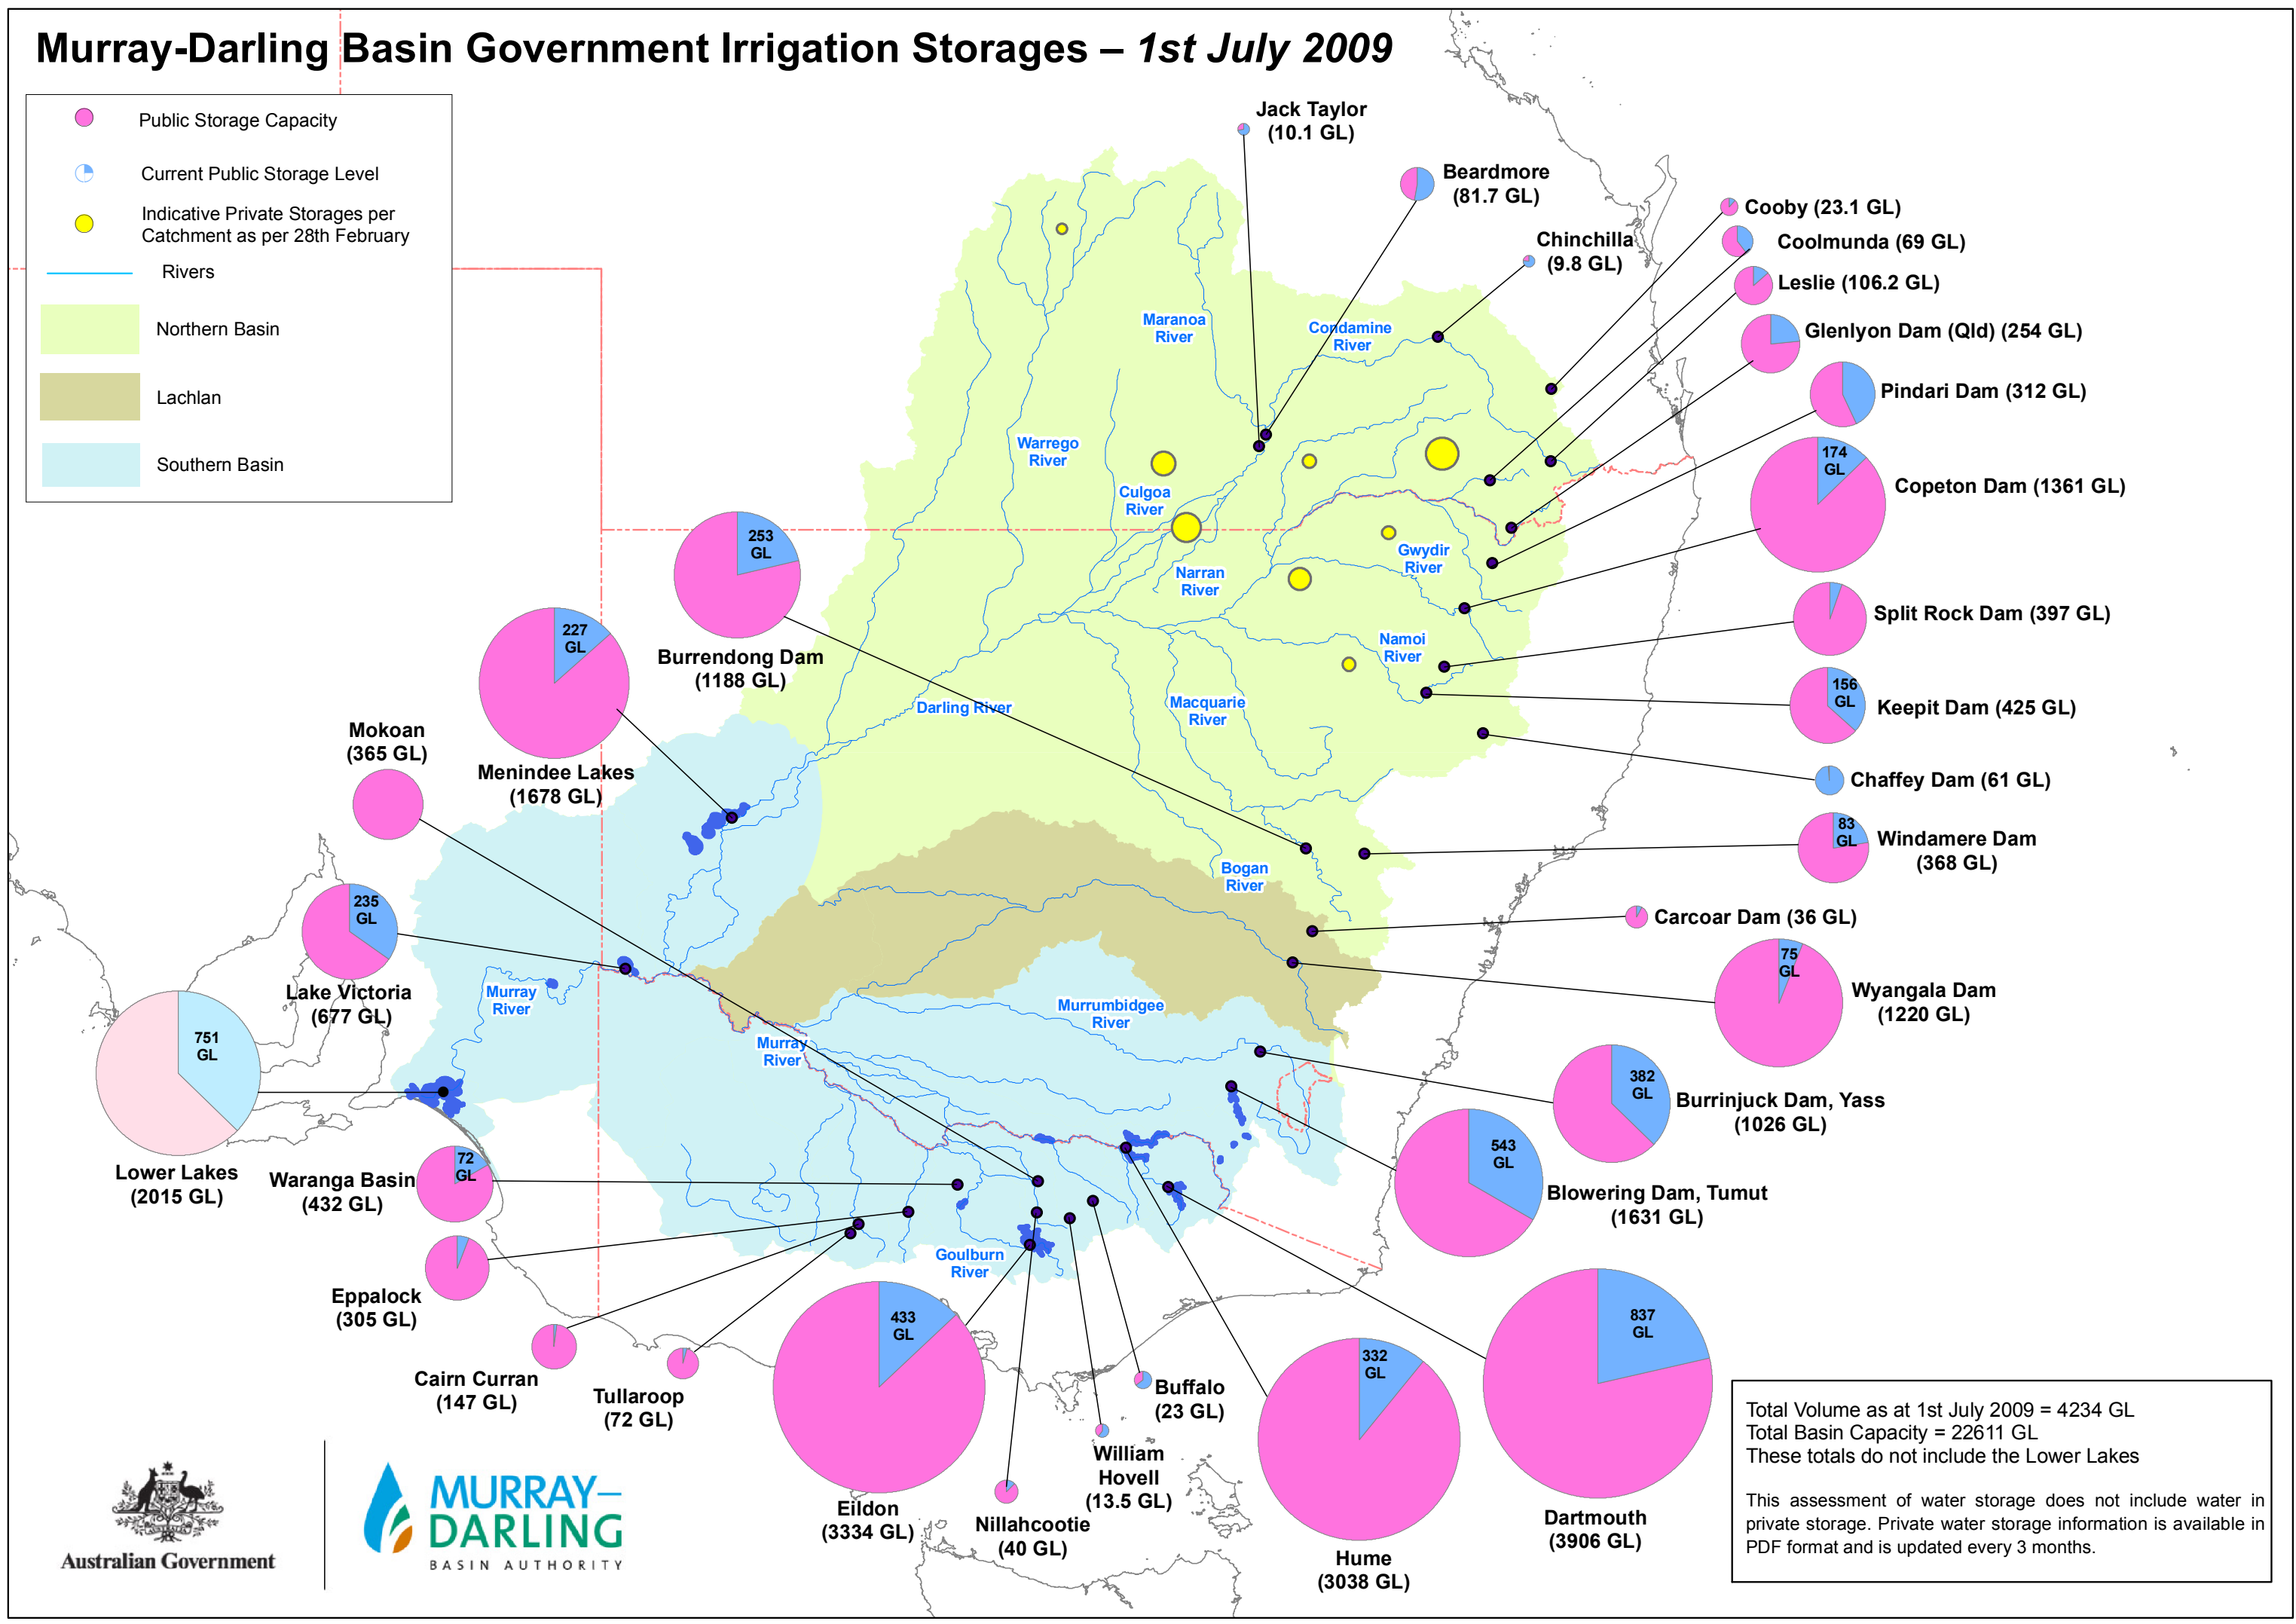 Murray-Darling Basin Government Irrigation Storages – 1st July 2009
Public Storage Capacity
Current Public Storage Level
Indicative Private Storages per
Catchment as per 28th February
Rivers
Northern Basin
Lachlan
Southern Basin
Jack Taylor
(10.1 GL)
Beardmore
(81.7 GL)
Chinchilla
(9.8 GL)
Cooby (23.1 GL)
Coolmunda (69 GL)
Leslie (106.2 GL)
Glenlyon Dam (Qld) (254 GL)
Pindari Dam (312 GL)
174
GL
Copeton Dam (1361 GL)
Split Rock Dam (397 GL)
156
GL
Keepit Dam (425 GL)
Chaffey Dam (61 GL)
83
GL
Windamere Dam
(368 GL)
Carcoar Dam (36 GL)
75
GL
Wyangala Dam
(1220 GL)
382
GL
Burrinjuck Dam, Yass
(1026 GL)
543
GL
Blowering Dam, Tumut
(1631 GL)
837
GL
Dartmouth
(3906 GL)
332
GL
Hume
(3038 GL)
Buffalo
(23 GL)
William
Hovell
(13.5 GL)
Nillahcootie
(40 GL)
433
GL
Eildon
(3334 GL)
Tullaroop
(72 GL)
Cairn Curran
(147 GL)
Eppalock
(305 GL)
72
GL
Waranga Basin
(432 GL)
751
GL
Lower Lakes
(2015 GL)
235
GL
Lake Victoria
(677 GL)
Mokoan
(365 GL)
227
GL
Menindee Lakes
(1678 GL)
253
GL
Burrendong Dam
(1188 GL)
Maranoa
River
Condamine
River
Warrego
River
Culgoa
River
Narran
River
Gwydir
River
Namoi
River
Darling River
Macquarie
River
Bogan
River
Murray
River
Murrumbidgee
River
Murray
River
Goulburn
River
Total Volume as at 1st July 2009 = 4234 GL
Total Basin Capacity = 22611 GL
These totals do not include the Lower Lakes
This assessment of water storage does not include water in
private storage. Private water storage information is available in
PDF format and is updated every 3 months.
Australian Government
MURRAY–
DARLING
BASIN AUTHORITY